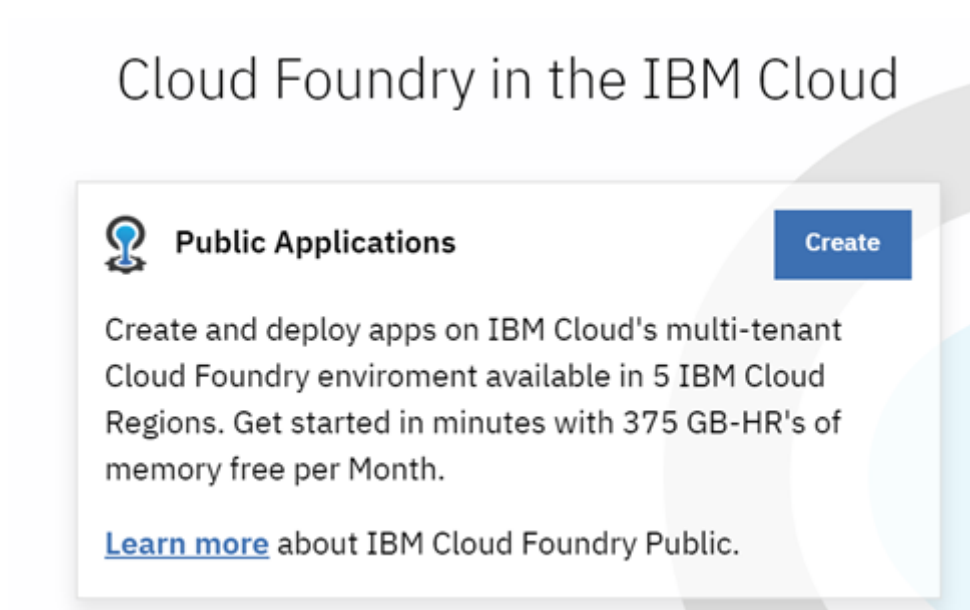 Cloud Foundry in the IBM Cloud
Public Applications
Create
Create and deploy apps on IBM Cloud's multi-tenant
Cloud Foundry enviroment available in 5 IBM Cloud
Regions. Get started in minutes with 375 GB-HR's of
memory free per Month.
Learn more about IBM Cloud Foundry Public.